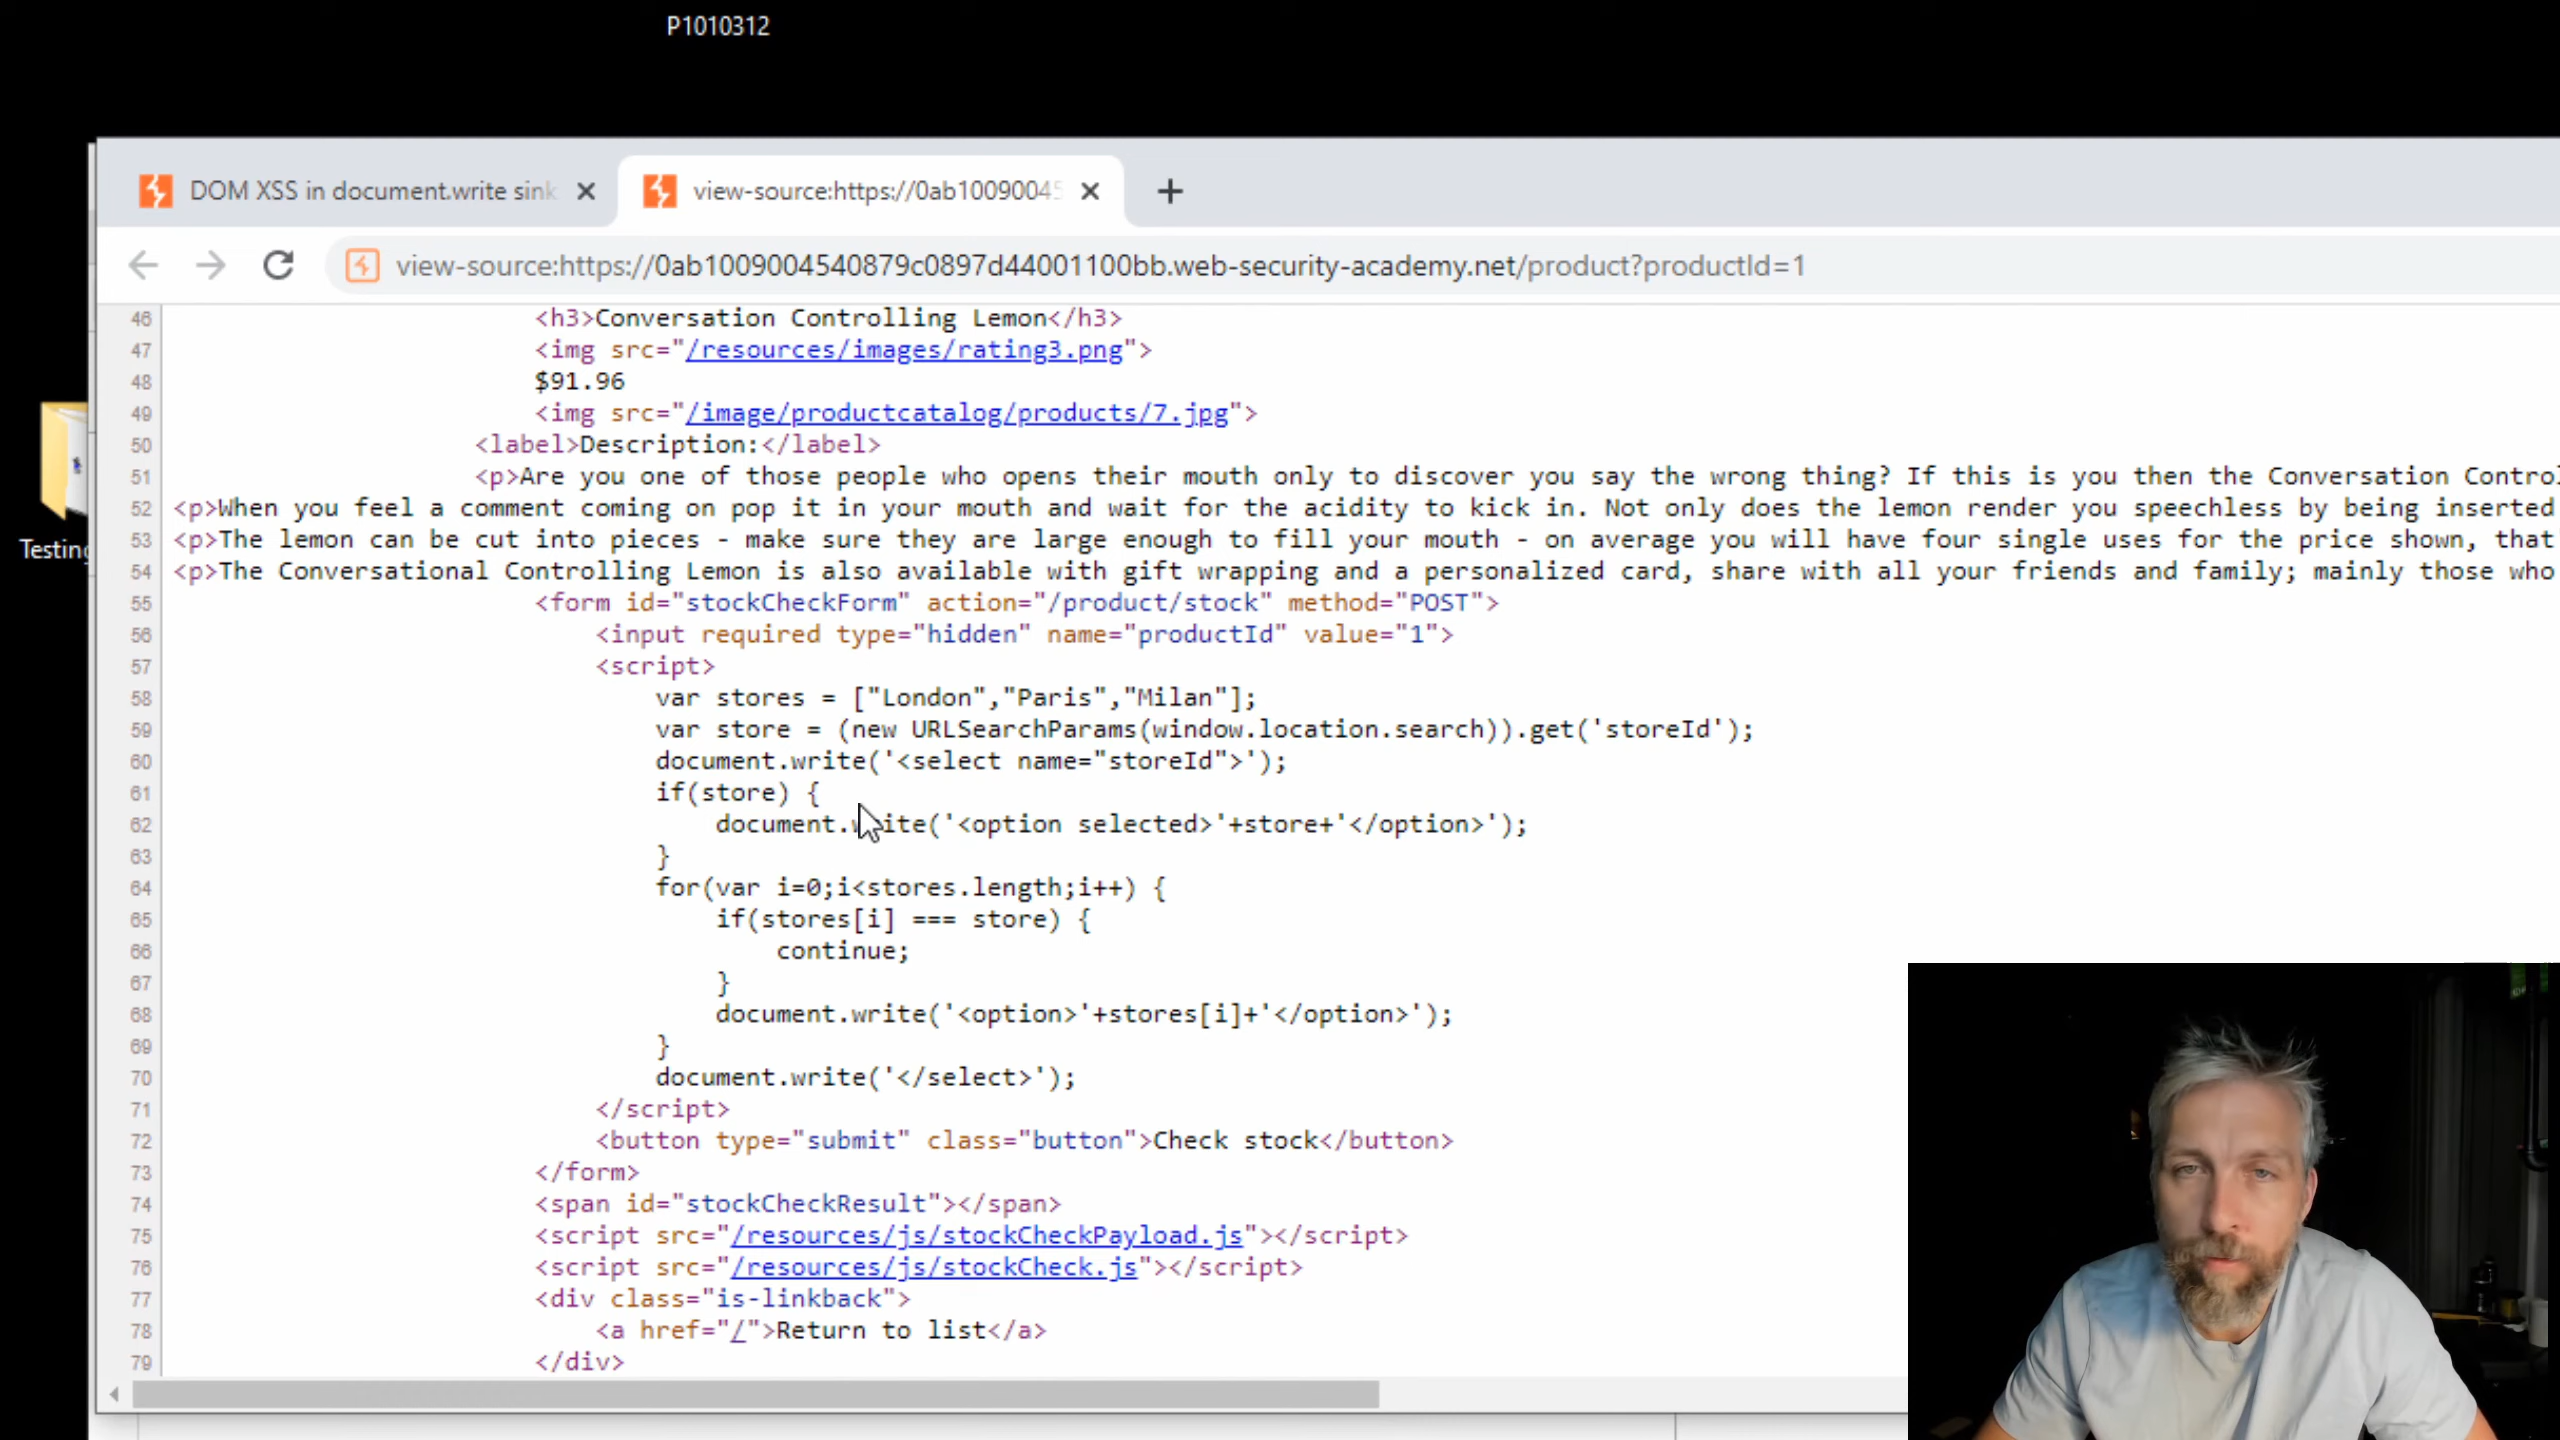 P1010312
DOM XSS in document.write sink
view-source:https://0ab1009004
view-source:https://0ab1009004540879c0897d44001100bb.web-security-academy.net/product?productId=1
Testing
46 <h3>Conversation Controlling Lemon</h3>
47 <img src="/resources/images/rating3.png">
48 $91.96
49 <img src="/image/productcatalog/products/7.jpg">
50 <label>Description:</label>
51 <p>Are you one of those people who opens their mouth only to discover you say the wrong thing? If this is you then the Conversation Control
52 <p>When you feel a comment coming on pop it in your mouth and wait for the acidity to kick in. Not only does the lemon render you speechless by being inserted
53 <p>The lemon can be cut into pieces - make sure they are large enough to fill your mouth - on average you will have four single uses for the price shown, that'
54 <p>The Conversational Controlling Lemon is also available with gift wrapping and a personalized card, share with all your friends and family; mainly those who
55 <form id="stockCheckForm" action="/product/stock" method="POST">
56 <input required type="hidden" name="productId" value="1">
57 <script>
58 var stores = ["London","Paris","Milan"];
59 var store = (new URLSearchParams(window.location.search)).get('storeId');
60 document.write('<select name="storeId">');
61 if(store) {
62 document.write('<option selected>'+store+'</option>');
63 }
64 for(var i=0;i<stores.length;i++) {
65 if(stores[i] === store) {
66 continue;
67 }
68 document.write('<option>'+stores[i]+'</option>');
69 }
70 document.write('</select>');
71 </script>
72 <button type="submit" class="button">Check stock</button>
73 </form>
74 <span id="stockCheckResult"></span>
75 <script src="/resources/js/stockCheckPayload.js"></script>
76 <script src="/resources/js/stockCheck.js"></script>
77 <div class="is-linkback">
78 <a href="/">Return to list</a>
79 </div>